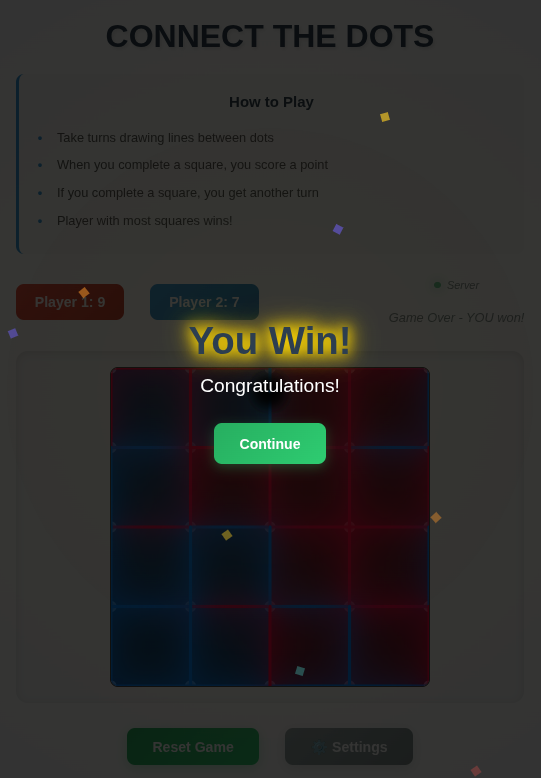 CONNECT THE DOTS
How to Play
• Take turns drawing lines between dots
• When you complete a square, you score a point
• If you complete a square, you get another turn
• Player with most squares wins!
Player 1: 9
Player 2: 7
Server
Game Over - YOU won!
You Win!
Congratulations!
Continue
Reset Game
Settings